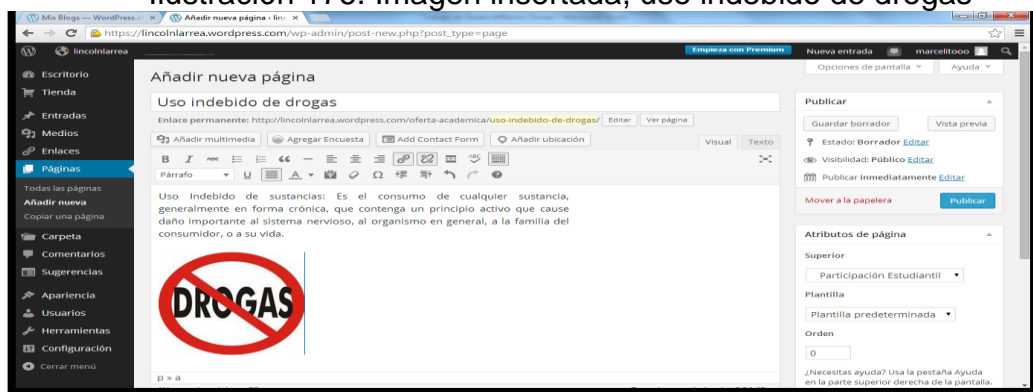 Ilustración 173. Imagen insertada, uso indebido de drogas
Mis Blogs — WordPress.c
Añadir nueva página ‹ linc
https://lincolnlarrea.wordpress.com/wp-admin/post-new.php?post_type=page
lincolnlarrea
Empieza con Premium
Nueva entrada
marcelitooo
Escritorio
Tienda
Entradas
Medios
Enlaces
Páginas
Todas las páginas
Añadir nueva
Copiar una página
Carpeta
Comentarios
Sugerencias
Apariencia
Usuarios
Herramientas
Configuración
Cerrar menú
Opciones de pantalla
Ayuda
Añadir nueva página
Uso indebido de drogas
Enlace permanente: http://lincolnlarrea.wordpress.com/oferta-academica/uso-indebido-de-drogas/ Editar Ver página
Añadir multimedia Agregar Encuesta Add Contact Form Añadir ubicación
Visual Texto
B I ABC
Párrafo U A Ω
Uso Indebido de sustancias: Es el consumo de cualquier sustancia,
generalmente en forma crónica, que contenga un principio activo que cause
daño importante al sistema nervioso, al organismo en general, a la familia del
consumidor, o a su vida.
DROGAS
p » a
Publicar
Guardar borrador Vista previa
Estado: Borrador Editar
Visibilidad: Público Editar
Publicar inmediatamente Editar
Mover a la papelera Publicar
Atributos de página
Superior
Participación Estudiantil
Plantilla
Plantilla predeterminada
Orden
0
¿Necesitas ayuda? Usa la pestaña Ayuda
en la parte superior derecha de la pantalla.